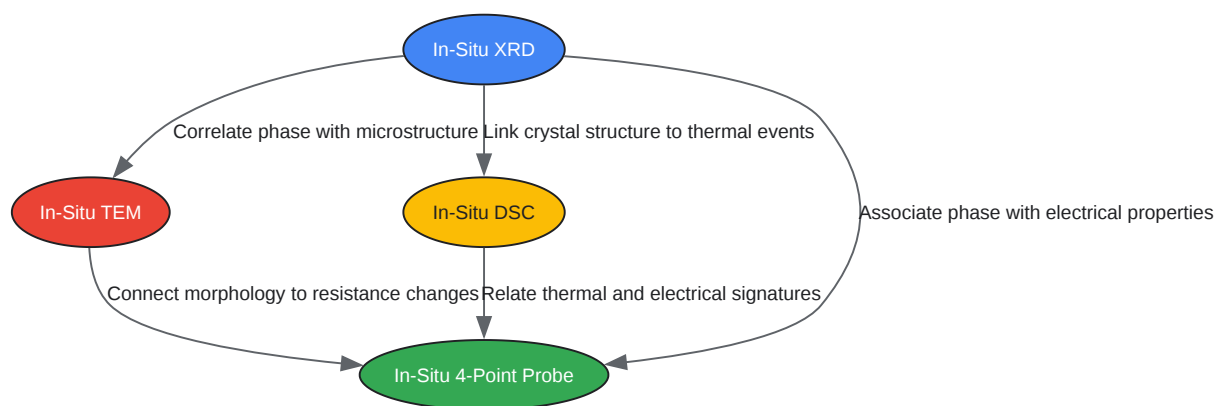 In-Situ XRD
Correlate phase with microstructure
Link crystal structure to thermal events
In-Situ TEM
In-Situ DSC
Associate phase with electrical properties
Connect morphology to resistance changes
Relate thermal and electrical signatures
In-Situ 4-Point Probe